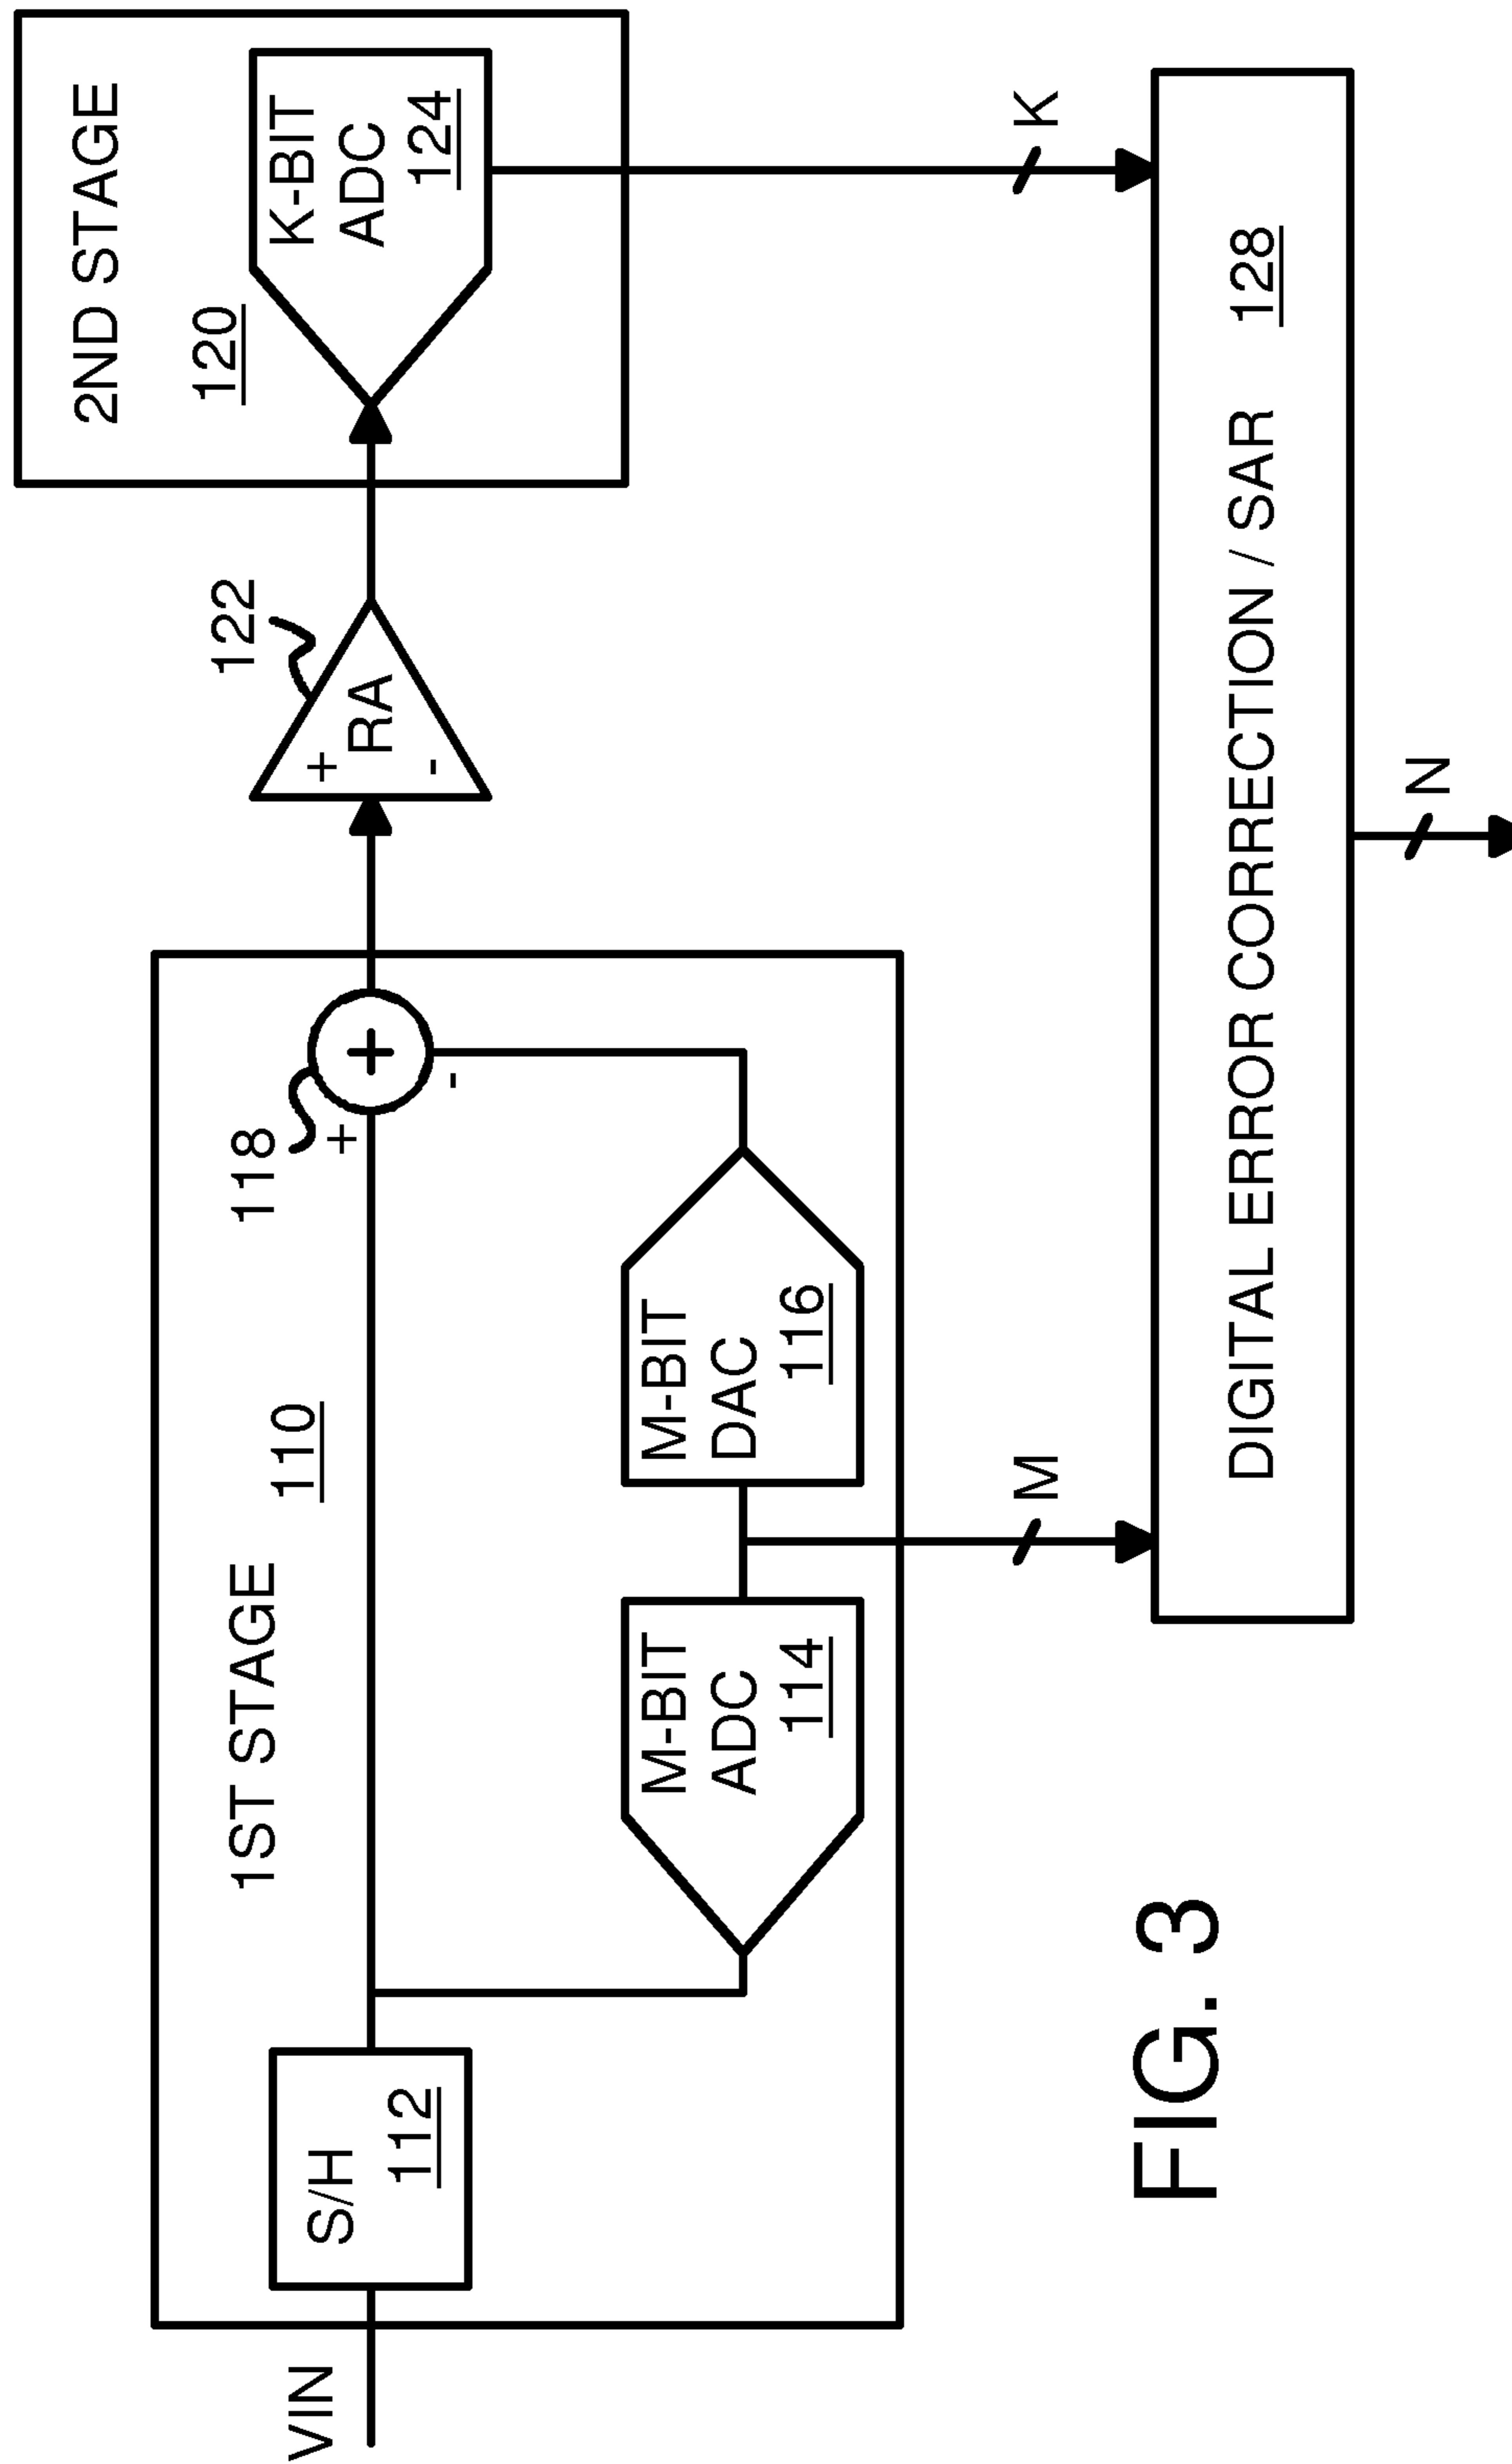 1ST STAGE
110
VIN
S/H
112
118
+
+
-
M-BIT
ADC
114
M-BIT
DAC
116
122
+
RA
-
2ND STAGE
120
K-BIT
ADC
124
M
K
DIGITAL ERROR CORRECTION / SAR 128
N
FIG. 3